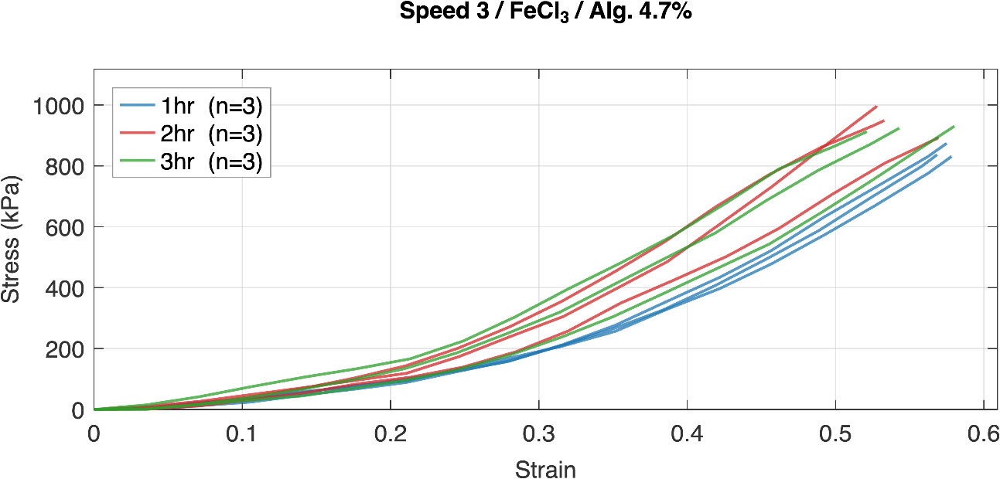 Speed 3 / FeCl₃ / Alg. 4.7%
1hr (n=3)
2hr (n=3)
3hr (n=3)
Stress (kPa)
1000
800
600
400
200
0
0 0.1 0.2 0.3 0.4 0.5 0.6
Strain